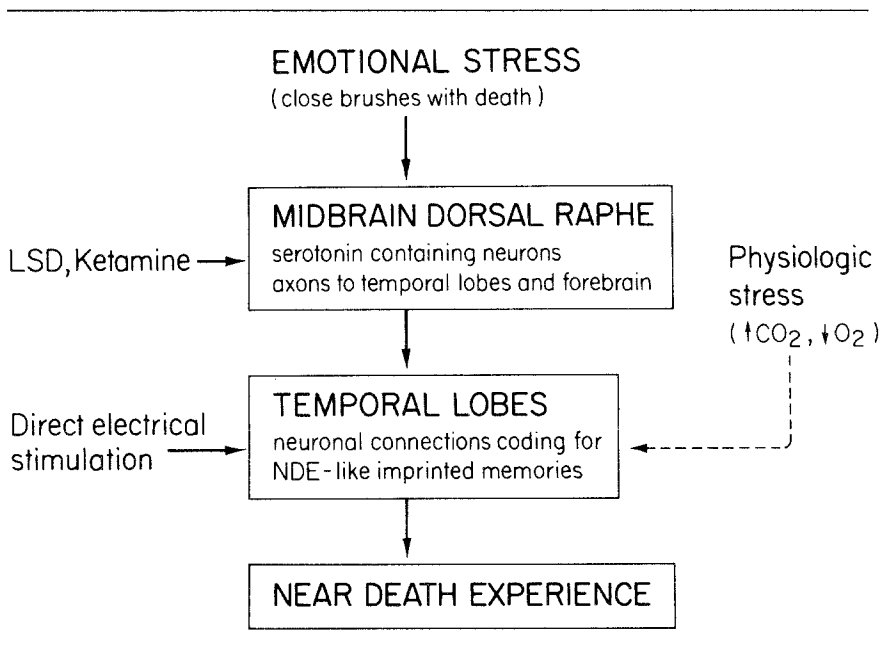 EMOTIONAL STRESS
(close brushes with death)
MIDBRAIN DORSAL RAPHE
serotonin containing neurons
axons to temporal lobes and forebrain
LSD, Ketamine
Physiologic
stress
(↑CO2, ↓O2)
TEMPORAL LOBES
neuronal connections coding for
NDE-like imprinted memories
Direct electrical
stimulation
NEAR DEATH EXPERIENCE